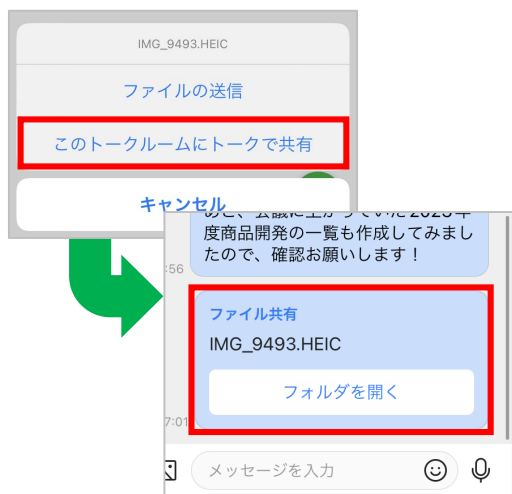 IMG_9493.HEIC
ファイルの送信
このトークルームにトークで共有
キャンセル
度商品開発の一覧も作成してみまし
たので、確認お願いします！
:56
ファイル共有
IMG_9493.HEIC
フォルダを開く
7:01
メッセージを入力